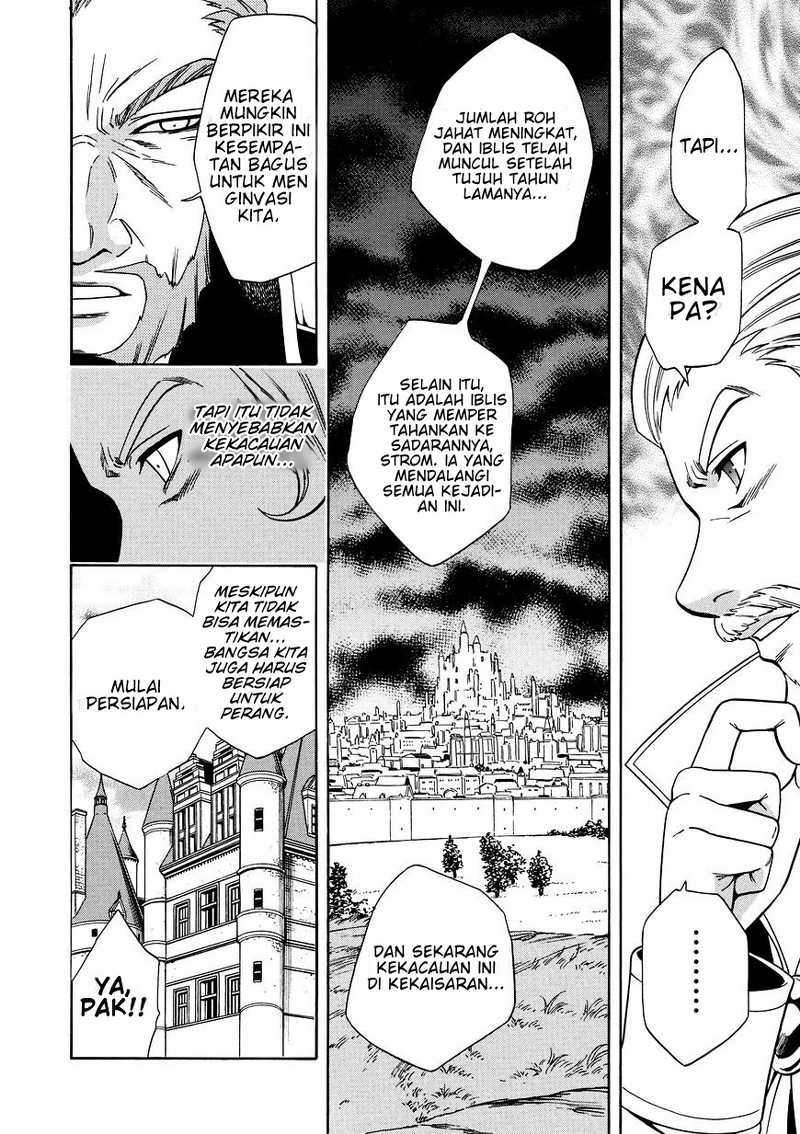 TAPI...
KENA
PA?
........
JUMLAH ROH
JAHAT MENINGKAT,
DAN IBLIS TELAH
MUNCUL SETELAH
TUJUH TAHUN
LAMANYA...
SELAIN ITU,
ITU ADALAH IBLIS
YANG MEMPER
TAHANKAN KE
SADARANNYA,
STROM. IA YANG
MENDALANGI
SEMUA KEJADI-
AN INI.
DAN SEKARANG
KEKACAUAN INI
DI KEKAISARAN...
MEREKA
MUNGKIN
BERPIKIR INI
KESEMPA-
TAN BAGUS
UNTUK MEN
GINVASI
KITA.
TAPI ITU TIDAK
MENYEBABKAN
KEKACAUAN
APAPUN...
MESKIPUN
KITA TIDAK
BISA MEMAS-
TIKAN...
BANGSA KITA
JUGA HARUS
BERSIAP
UNTUK
PERANG.
MULAI
PERSIAPAN.
YA,
PAK!!